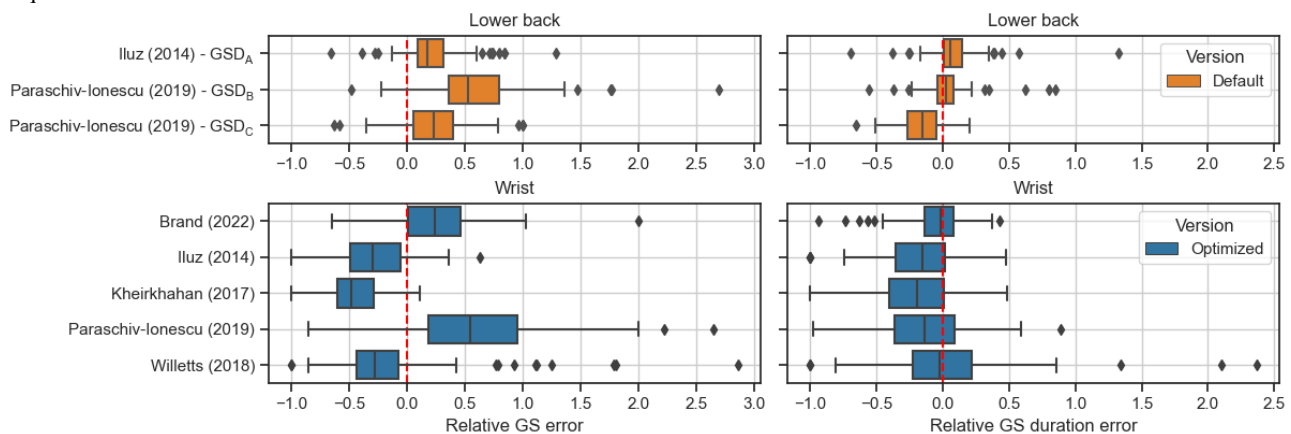 Lower back
Lower back
Iluz (2014) - GSD_A
Paraschiv-Ionescu (2019) - GSD_B
Paraschiv-Ionescu (2019) - GSD_C
Version
Default
−1.0 −0.5 0.0 0.5 1.0 1.5 2.0 2.5 3.0
−1.0 −0.5 0.0 0.5 1.0 1.5 2.0 2.5
Wrist
Wrist
Brand (2022)
Iluz (2014)
Kheirkhahan (2017)
Paraschiv-Ionescu (2019)
Willetts (2018)
Version
Optimized
−1.0 −0.5 0.0 0.5 1.0 1.5 2.0 2.5 3.0
−1.0 −0.5 0.0 0.5 1.0 1.5 2.0 2.5
Relative GS error
Relative GS duration error